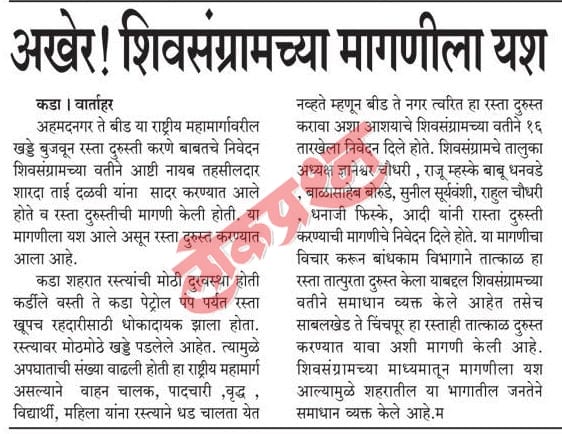 अखेर! शिवसंग्रामच्या मागणीला यश
कडा । वार्ताहर
अहमदनगर ते बीड या राष्ट्रीय महामार्गावरील
खड्डे बुजवून रस्ता दुरुस्ती करणे बाबतचे निवेदन
शिवसंग्रामच्या वतीने आष्टी नायब तहसीलदार
शारदा ताई दळवी यांना सादर करण्यात आले
होते व रस्ता दुरुस्तीची मागणी केली होती. या
मागणीला यश आले असून रस्ता दुरुस्त करण्यात
आला आहे.
कडा शहरात रस्त्यांची मोठी दुरवस्था होती
कर्डीले वस्ती ते कडा पेट्रोल पंप पर्यंत रस्ता
खूपच रहदारीसाठी धोकादायक झाला होता.
रस्त्यावर मोठमोठे खड्डे पडलेले आहेत. त्यामुळे
अपघाताची संख्या वाढली होती हा राष्ट्रीय महामार्ग
असल्याने वाहन चालक, पादचारी ,वृद्ध ,
विद्यार्थी, महिला यांना रस्त्याने धड चालता येत
नव्हते म्हणून बीड ते नगर त्वरित हा रस्ता दुरुस्त
करावा अशा आशयाचे शिवसंग्रामच्या वतीने १६
तारखेला निवेदन दिले होते. शिवसंग्रामचे तालुका
अध्यक्ष ज्ञानेश्वर चौधरी , राजू म्हस्के बाबू धनवडे
, बाळासाहेब बोरुडे, सुनील सूर्यवंशी, राहुल चौधरी
, धनाजी फिस्के, आदी यांनी रास्ता दुरुस्ती
करण्याची मागणीचे निवेदन दिले होते. या मागणीचा
विचार करून बांधकाम विभागाने तात्काळ हा
रस्ता तात्पुरता दुरुस्त केला याबद्दल शिवसंग्रामच्या
वतीने समाधान व्यक्त केले आहेत तसेच
साबलखेड ते चिंचपूर हा रस्ताही तात्काळ दुरुस्त
करण्यात यावा अशी मागणी केली आहे.
शिवसंग्रामच्या माध्यमातून मागणीला यश
आल्यामुळे शहरातील या भागातील जनतेने
समाधान व्यक्त केले आहे.म
लोकप्रश्न